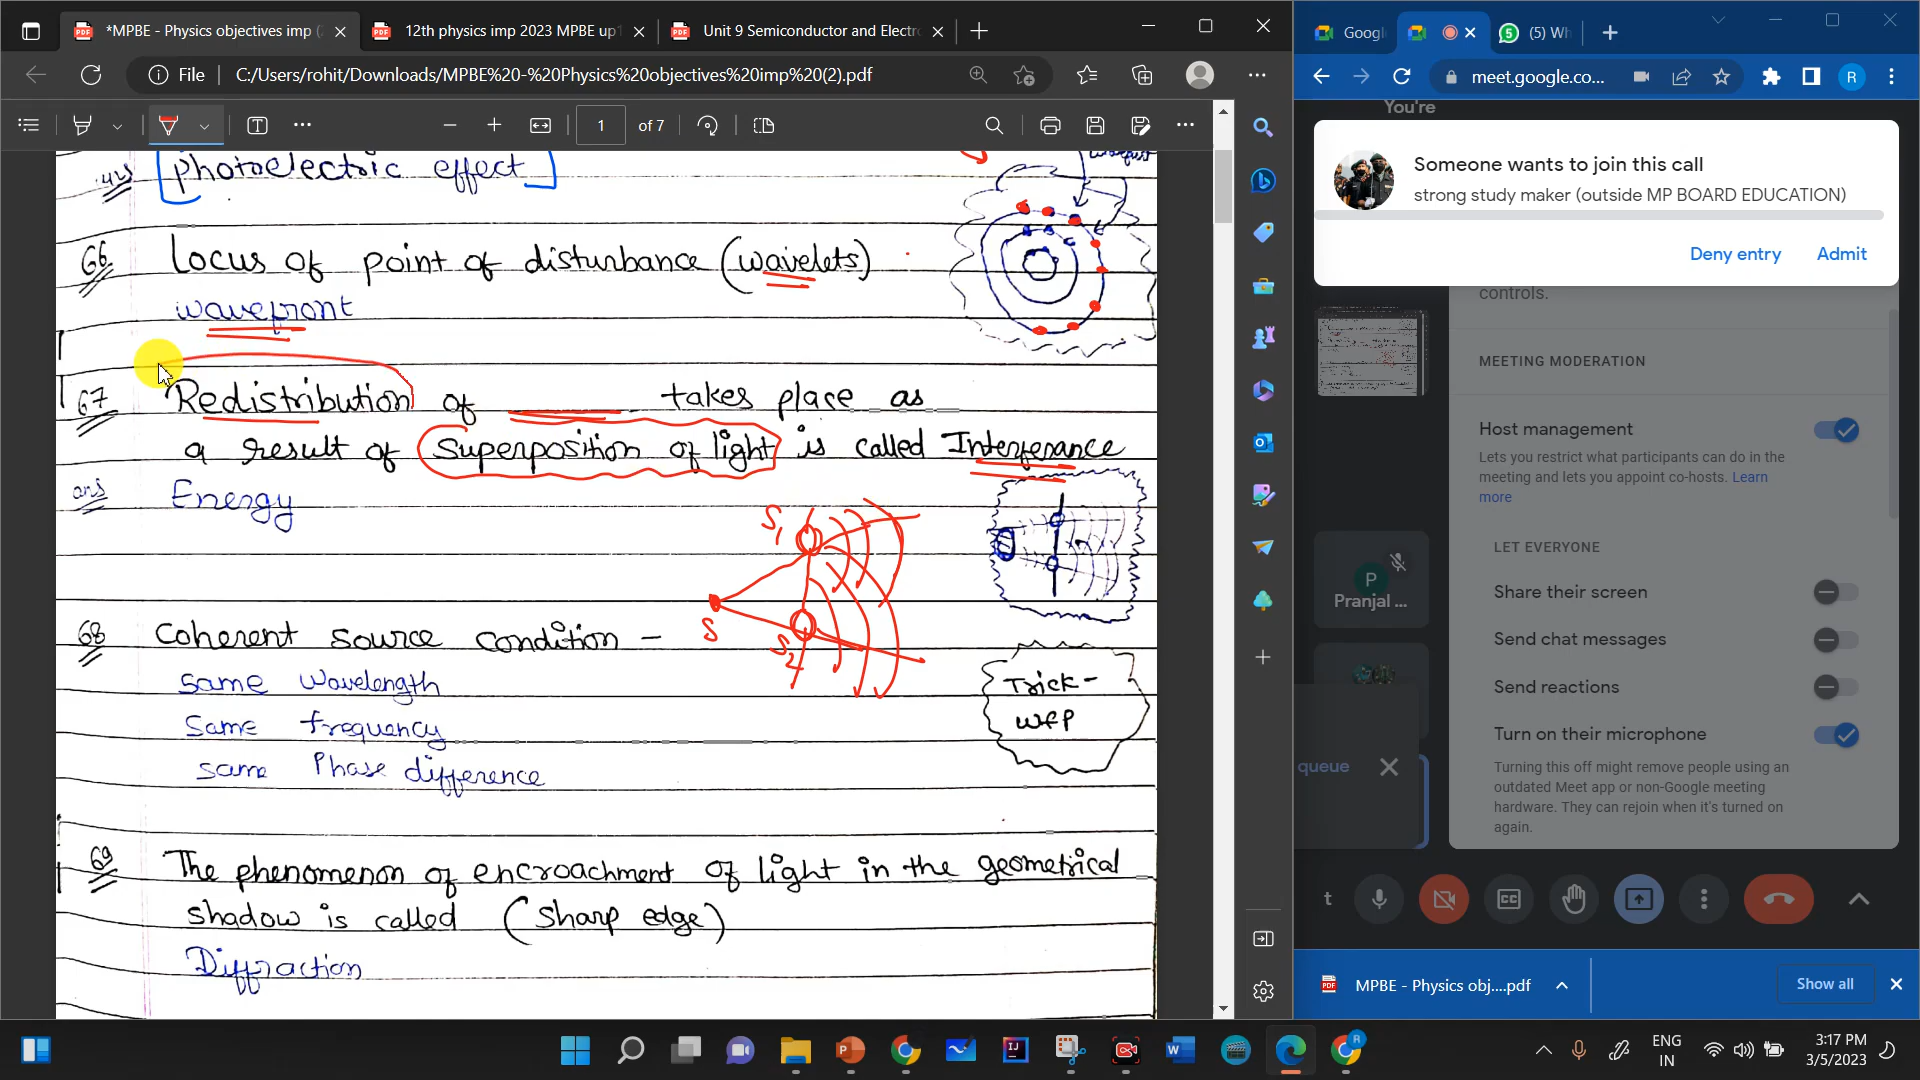 *MPBE - Physics objectives imp (
12th physics imp 2023 MPBE up
Unit 9 Semiconductor and Electr
File
C:/Users/rohit/Downloads/MPBE%20-%20Physics%20objectives%20imp%20(2).pdf
1 of 7
photoelectric effect
66 Locus of point of disturbance (wavelets)
wavefront
67 Redistribution of ______ takes place as
a result of Superposition of light is called Interferance
ans Energy
S1
S
S2
68 Coherent source condition -
same wavelength
same frequency
same Phase difference
Trick-
WFP
69 The phenomenon of encroachment of light in the geometrical
shadow is called (sharp edge)
Diffraction
Googl
(5) Wh
meet.google.co...
R
You're
Someone wants to join this call
strong study maker (outside MP BOARD EDUCATION)
Deny entry
Admit
controls.
MEETING MODERATION
Host management
Lets you restrict what participants can do in the
meeting and lets you appoint co-hosts. Learn
more
LET EVERYONE
P
Pranjal ...
Share their screen
Send chat messages
Send reactions
Turn on their microphone
queue
Turning this off might remove people using an
outdated Meet app or non-Google meeting
hardware. They can rejoin when it's turned on
again.
t
MPBE - Physics obj....pdf
Show all
ENG
IN
3:17 PM
3/5/2023